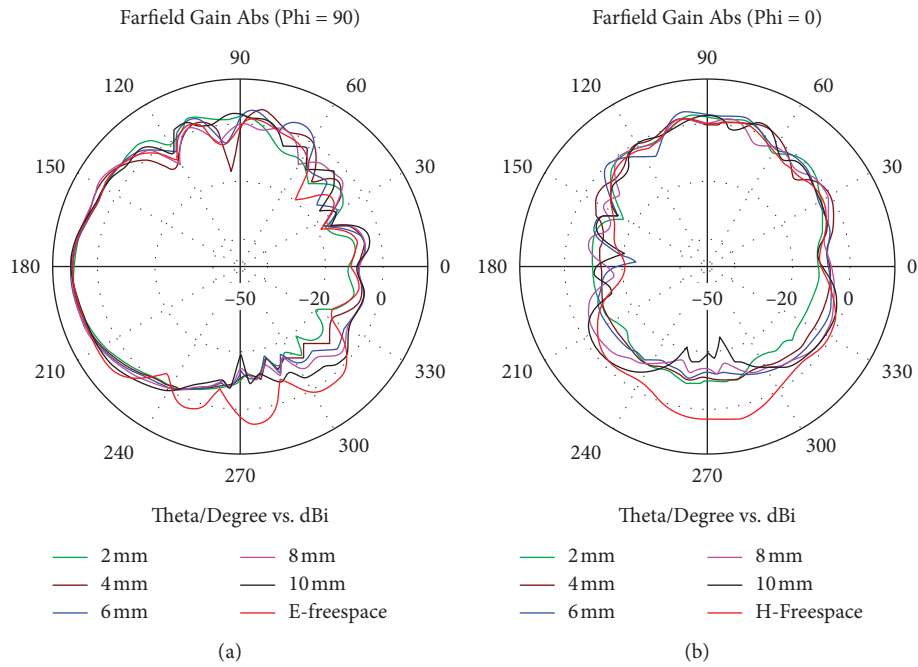 Farfield Gain Abs (Phi = 90)
90
120
60
150
30
180
0
−50
−20
0
210
330
240
300
270
Theta/Degree vs. dBi
2 mm
8 mm
4 mm
10 mm
6 mm
E-freespace
(a)
Farfield Gain Abs (Phi = 0)
90
120
60
150
30
180
0
−50
−20
0
210
330
240
300
270
Theta/Degree vs. dBi
2 mm
8 mm
4 mm
10 mm
6 mm
H-Freespace
(b)